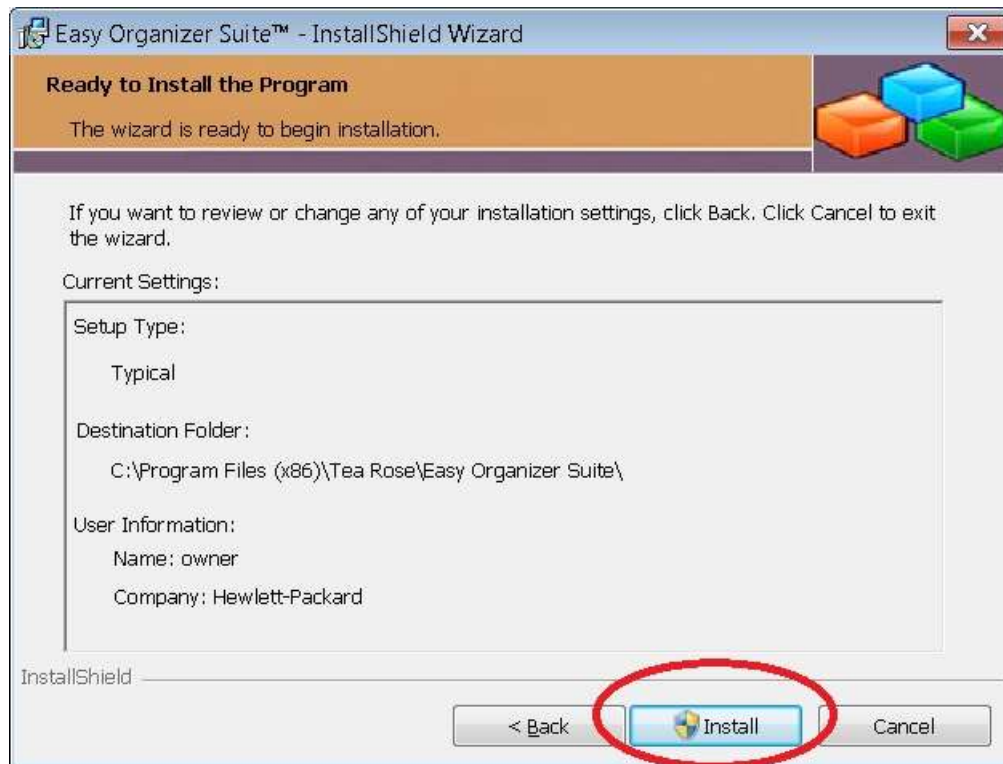 Easy Organizer Suite™ - InstallShield Wizard
Ready to Install the Program
The wizard is ready to begin installation.
If you want to review or change any of your installation settings, click Back. Click Cancel to exit
the wizard.
Current Settings:
Setup Type:
Typical
Destination Folder:
C:\Program Files (x86)\Tea Rose\Easy Organizer Suite\
User Information:
Name: owner
Company: Hewlett-Packard
InstallShield
< Back
Install
Cancel